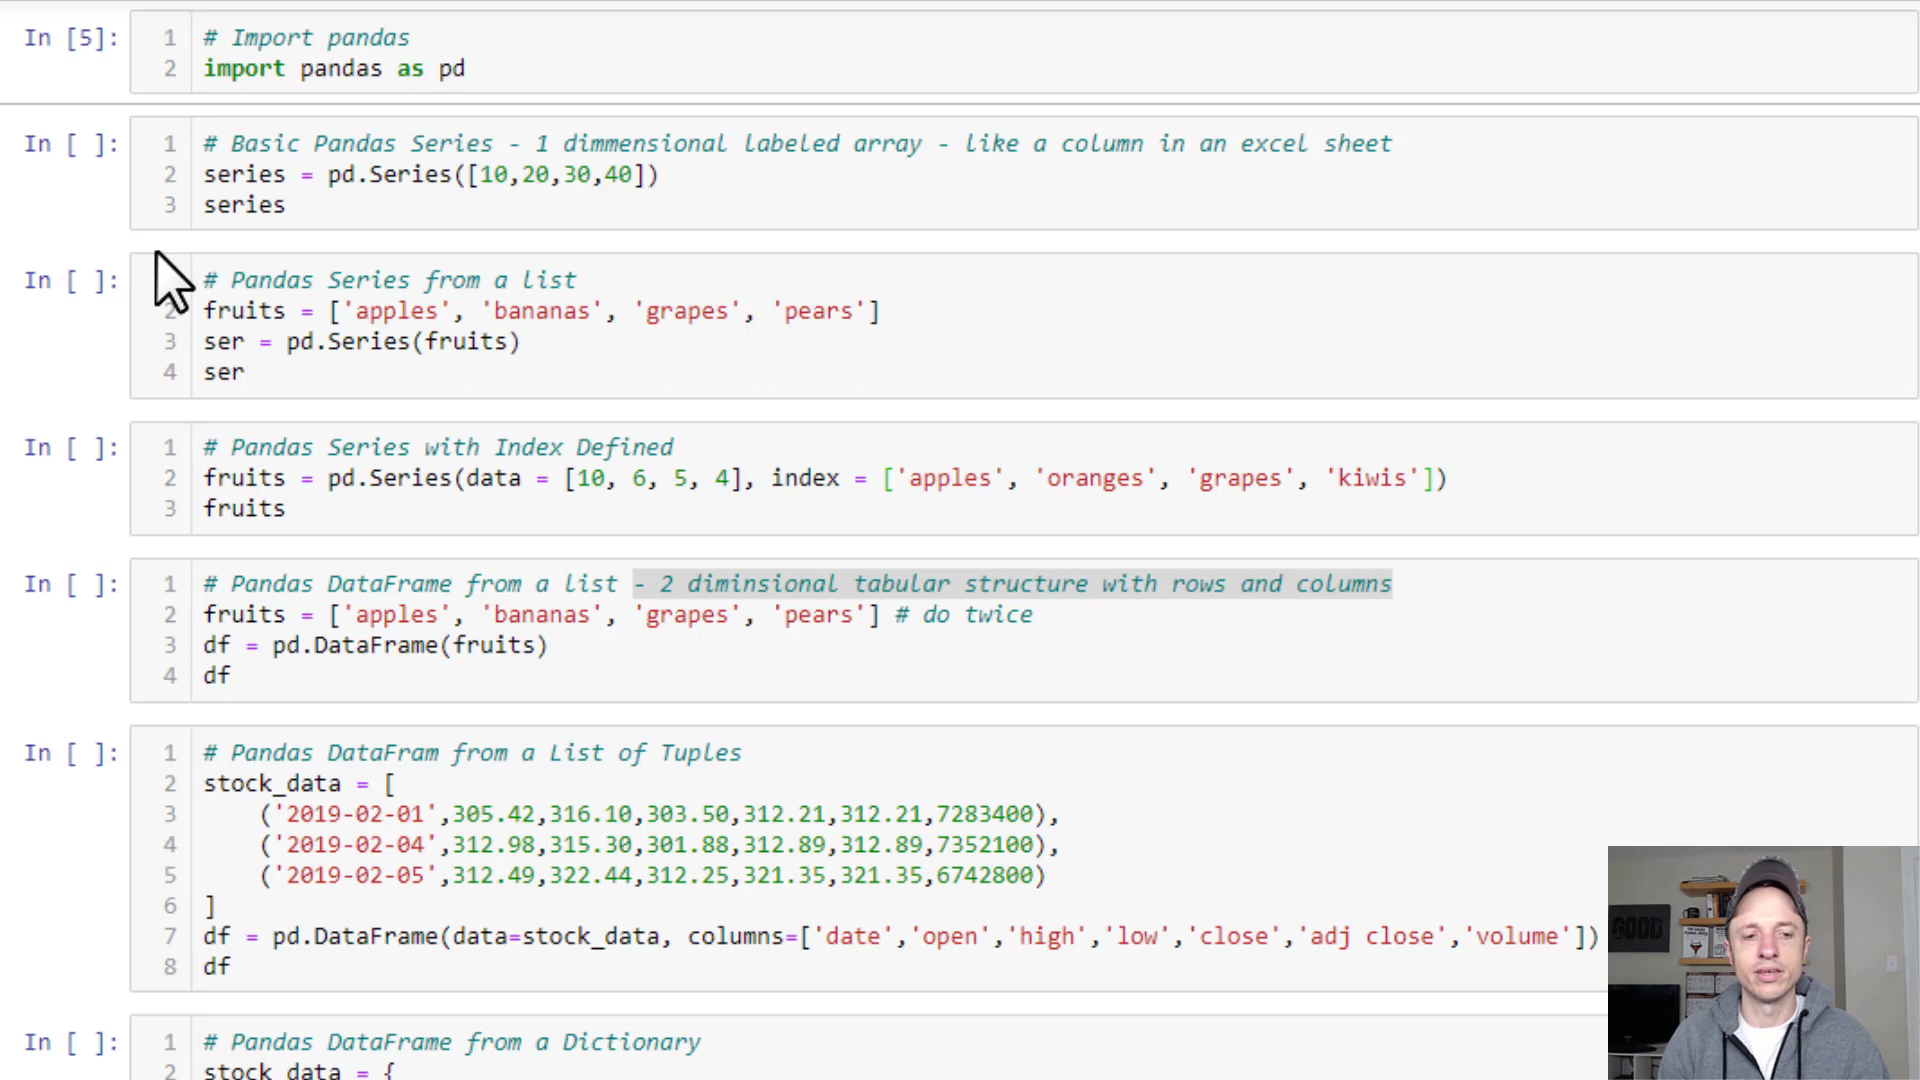 In [5]:
1 # Import pandas
2 import pandas as pd
In [ ]:
1 # Basic Pandas Series - 1 dimmensional labeled array - like a column in an excel sheet
2 series = pd.Series([10,20,30,40])
3 series
In [ ]:
# Pandas Series from a list
2 fruits = ['apples', 'bananas', 'grapes', 'pears']
3 ser = pd.Series(fruits)
4 ser
In [ ]:
1 # Pandas Series with Index Defined
2 fruits = pd.Series(data = [10, 6, 5, 4], index = ['apples', 'oranges', 'grapes', 'kiwis'])
3 fruits
In [ ]:
1 # Pandas DataFrame from a list - 2 diminsional tabular structure with rows and columns
2 fruits = ['apples', 'bananas', 'grapes', 'pears'] # do twice
3 df = pd.DataFrame(fruits)
4 df
In [ ]:
1 # Pandas DataFram from a List of Tuples
2 stock_data = [
3 ('2019-02-01',305.42,316.10,303.50,312.21,312.21,7283400),
4 ('2019-02-04',312.98,315.30,301.88,312.89,312.89,7352100),
5 ('2019-02-05',312.49,322.44,312.25,321.35,321.35,6742800)
6 ]
7 df = pd.DataFrame(data=stock_data, columns=['date','open','high','low','close','adj close','volume'])
8 df
In [ ]:
1 # Pandas DataFrame from a Dictionary
2 stock_data = {
GOOD